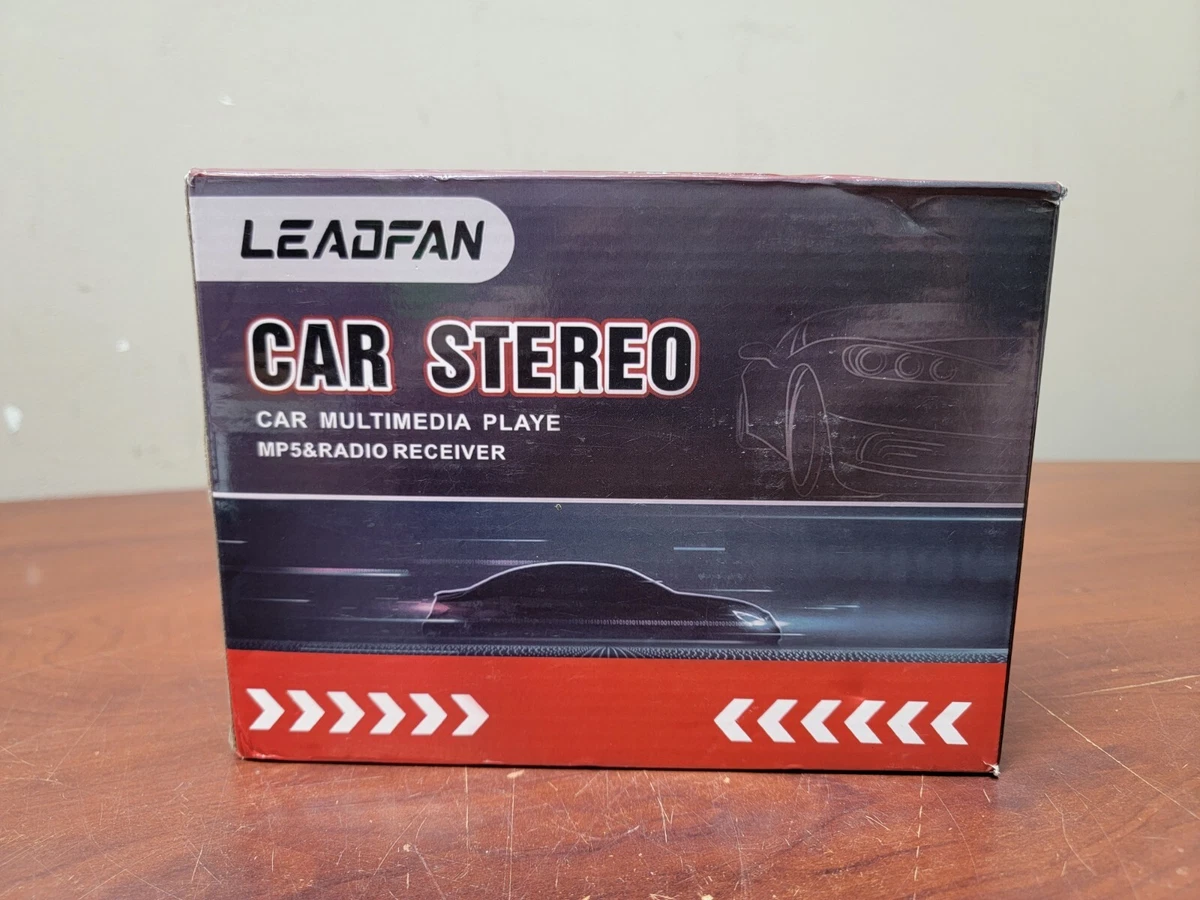 LEADFAN
CAR STEREO
CAR MULTIMEDIA PLAYE
MP5&RADIO RECEIVER